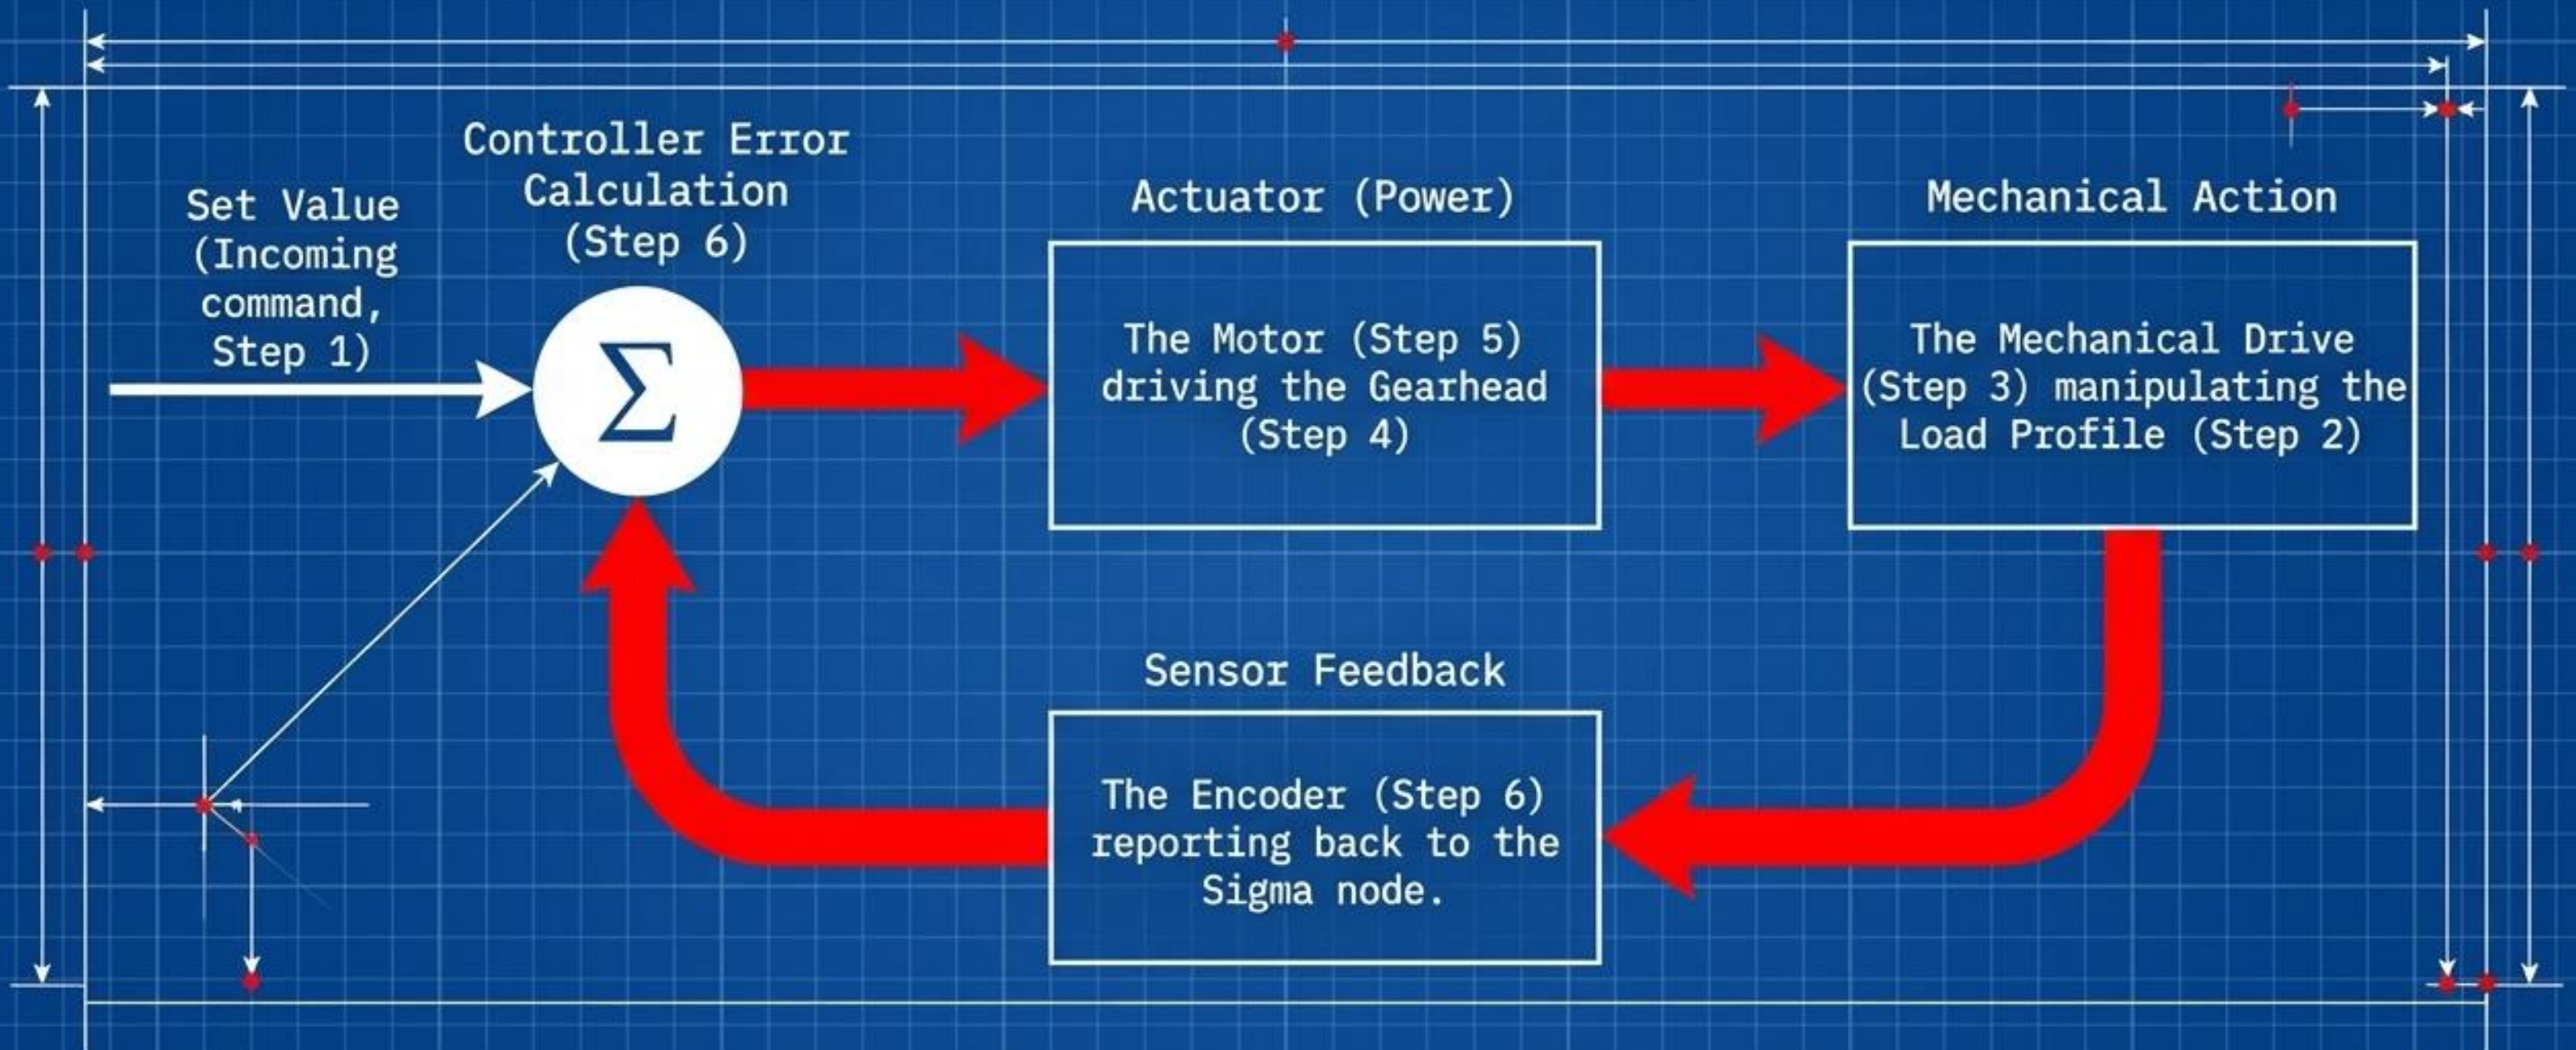 Set Value
(Incoming
command,
Step 1)
Controller Error
Calculation
(Step 6)
Σ
Actuator (Power)
The Motor (Step 5)
driving the Gearhead
(Step 4)
Mechanical Action
The Mechanical Drive
(Step 3) manipulating the
Load Profile (Step 2)
Sensor Feedback
The Encoder (Step 6)
reporting back to the
Sigma node.